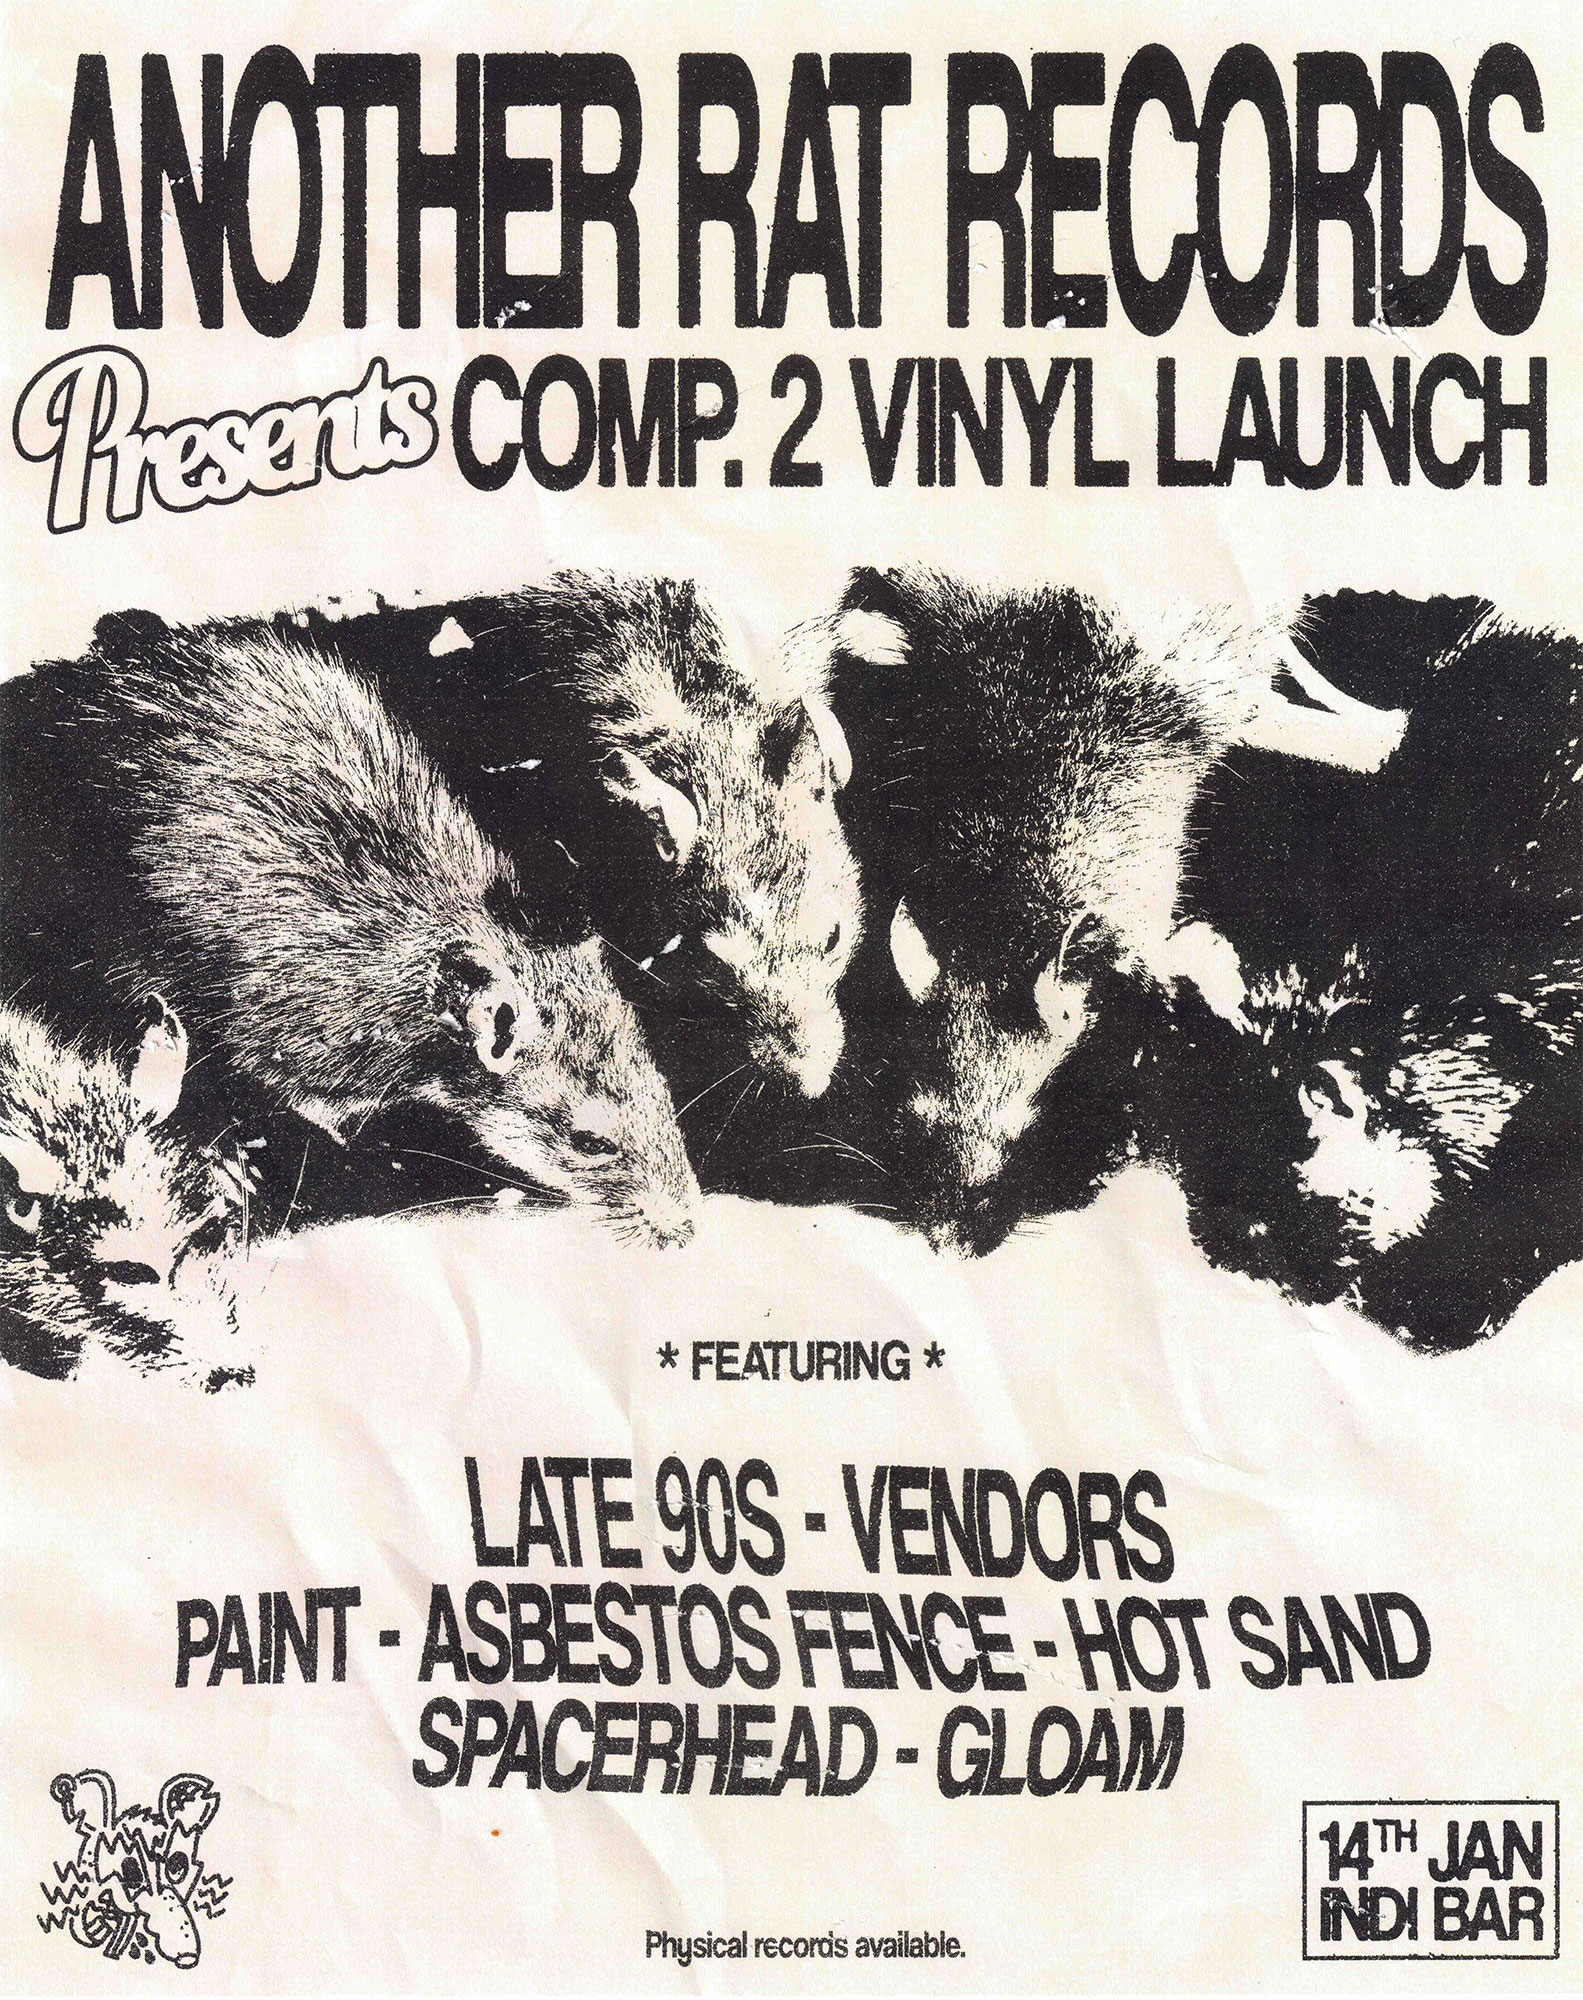 ANOTHER RAT RECORDS
Presents COMP. 2 VINYL LAUNCH
* FEATURING *
LATE 90S - VENDORS
PAINT - ASBESTOS FENCE - HOT SAND
SPACERHEAD - GLOAM
14TH JAN
INDI BAR
Physical records available.